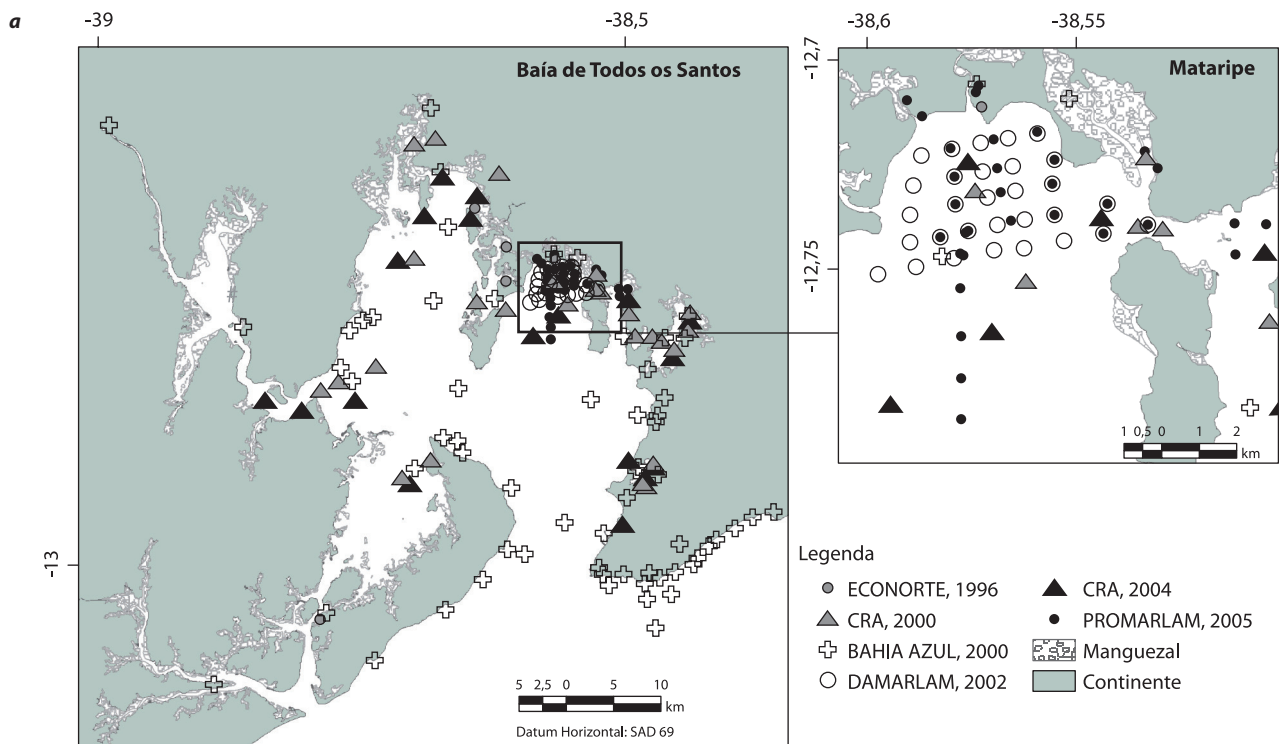 a
-39
-38,5
-13
Baía de Todos os Santos
5 2,5 0 5 10
km
Datum Horizontal: SAD 69
-38,6
-38,55
-12,7
-12,75
Mataripe
1 0,5 0 1 2
km
Legenda
ECONORTE, 1996
CRA, 2000
BAHIA AZUL, 2000
DAMARLAM, 2002
CRA, 2004
PROMARLAM, 2005
Manguezal
Continente